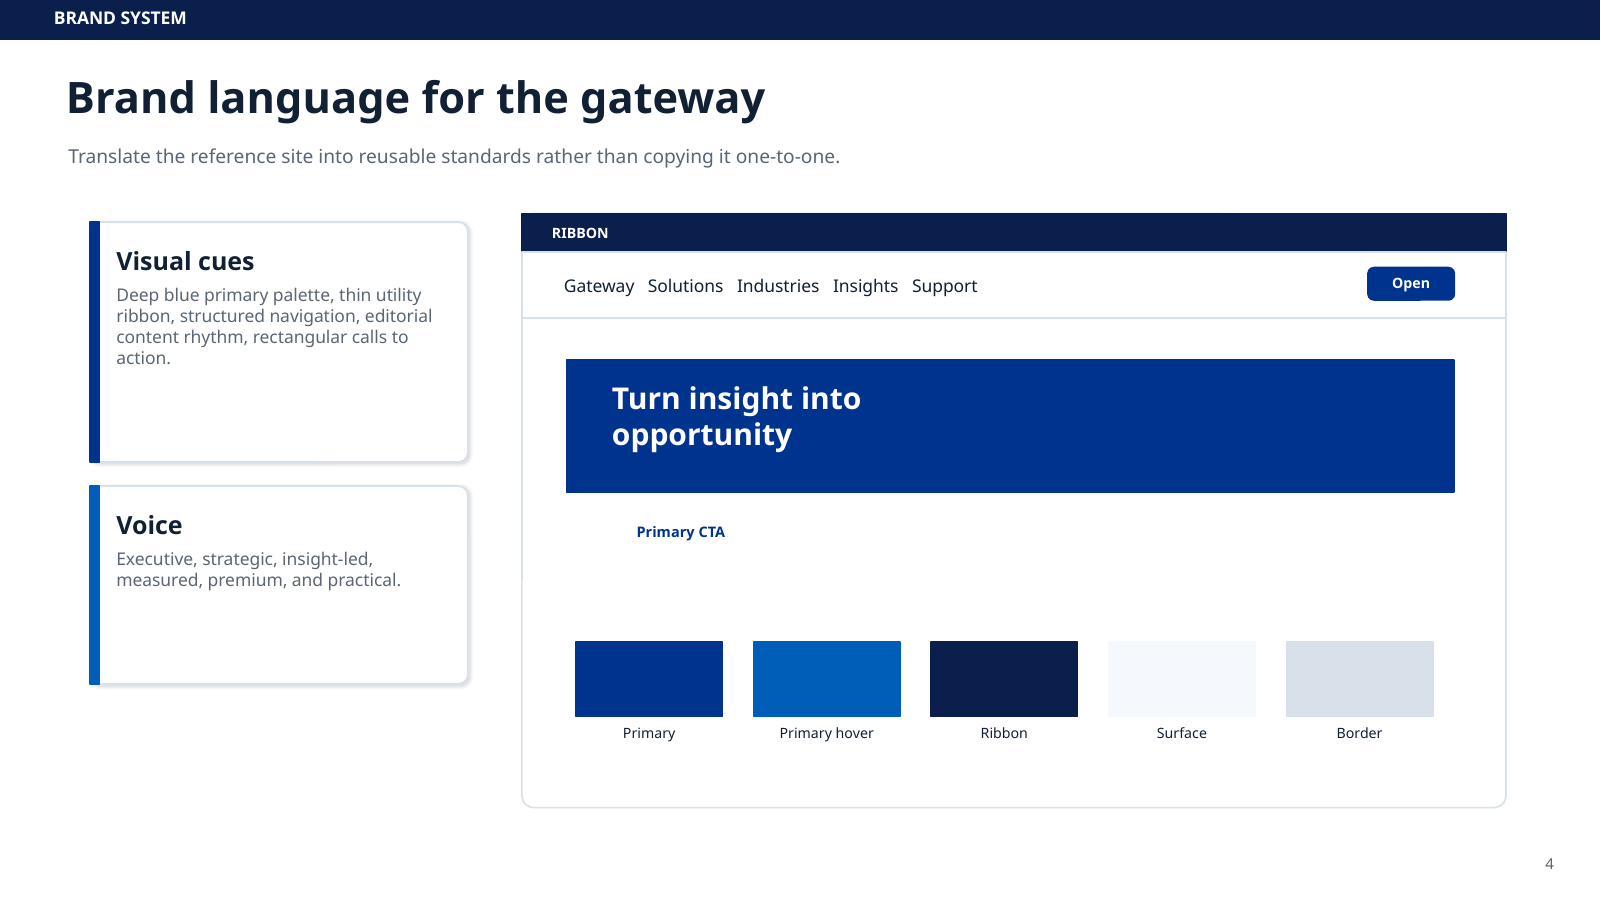 BRAND SYSTEM
Brand language for the gateway
Translate the reference site into reusable standards rather than copying it one-to-one.
Visual cues
Deep blue primary palette, thin utility
ribbon, structured navigation, editorial
content rhythm, rectangular calls to
action.
Voice
Executive, strategic, insight-led,
measured, premium, and practical.
RIBBON
Gateway Solutions Industries Insights Support
Open
Turn insight into
opportunity
Primary CTA
Primary
Primary hover
Ribbon
Surface
Border
4